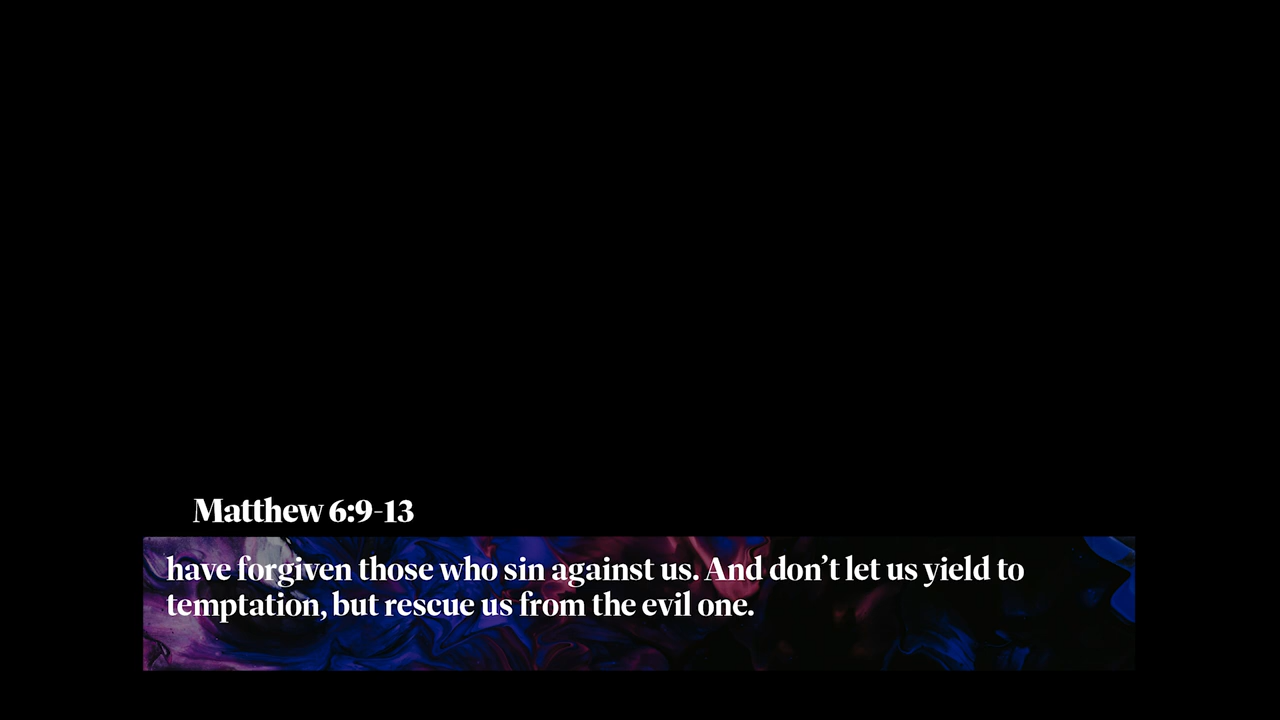 Matthew 6:9-13
have forgiven those who sin against us. And don’t let us yield to
temptation, but rescue us from the evil one.